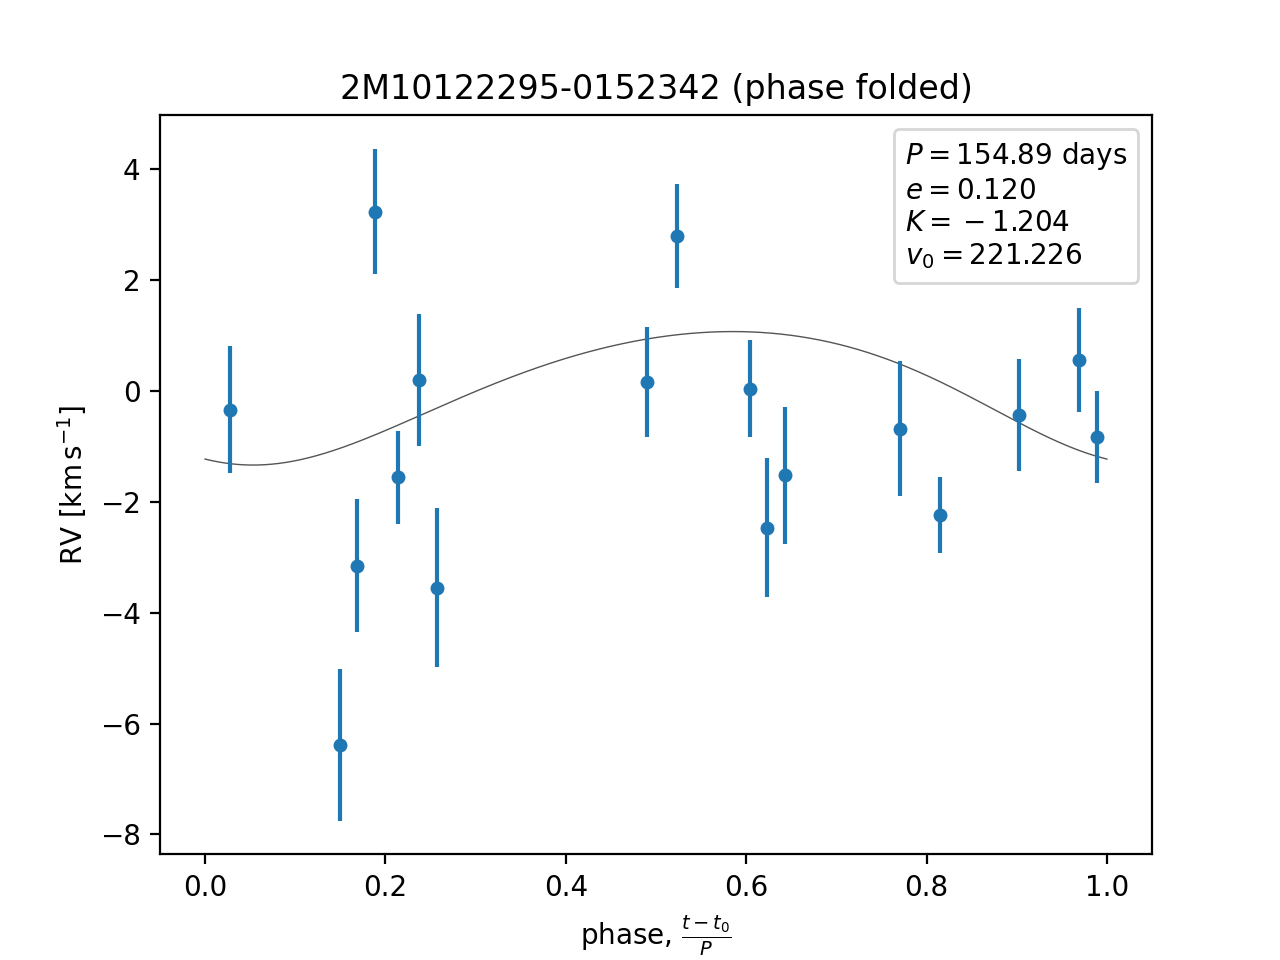 2M10122295-0152342 (phase folded)
P = 154.89 days
e = 0.120
K = −1.204
v₀ = 221.226
4
2
0
−2
−4
−6
−8
RV [km s⁻¹]
0.0 0.2 0.4 0.6 0.8 1.0
phase, (t − t₀)/P